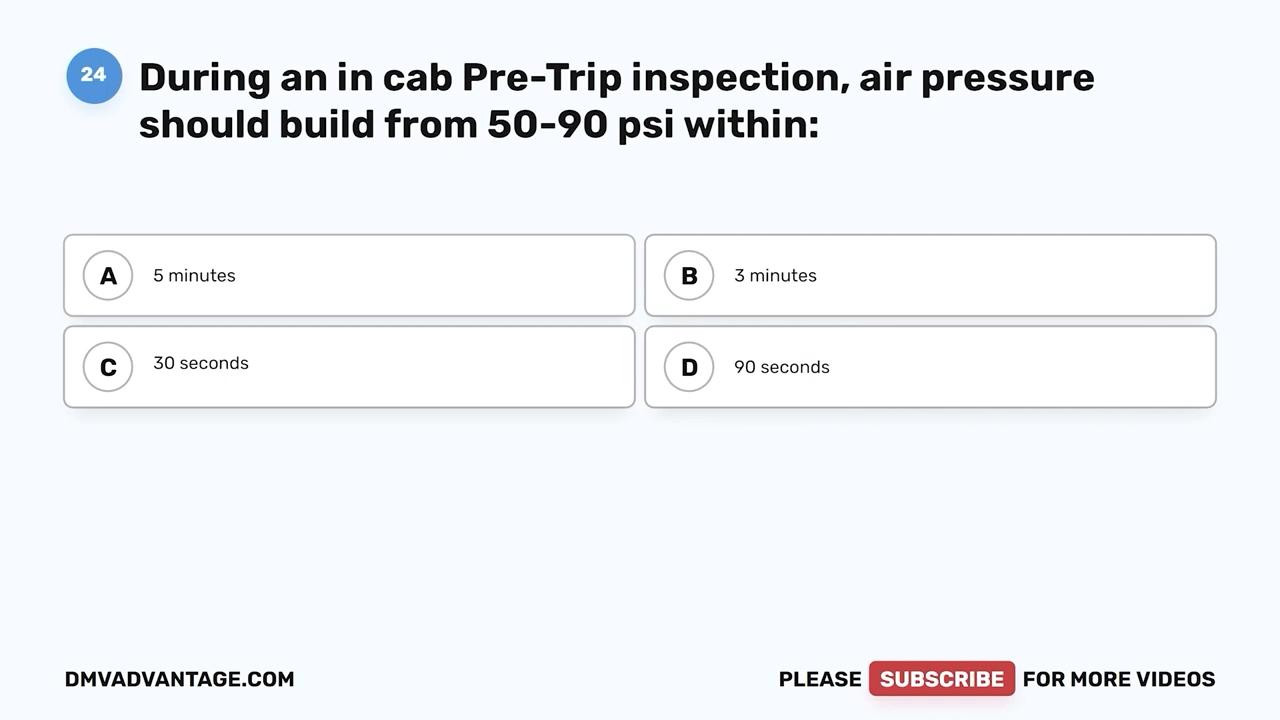 24
During an in cab Pre-Trip inspection, air pressure
should build from 50-90 psi within:
A 5 minutes
B 3 minutes
C 30 seconds
D 90 seconds
DMVADVANTAGE.COM
PLEASE SUBSCRIBE FOR MORE VIDEOS